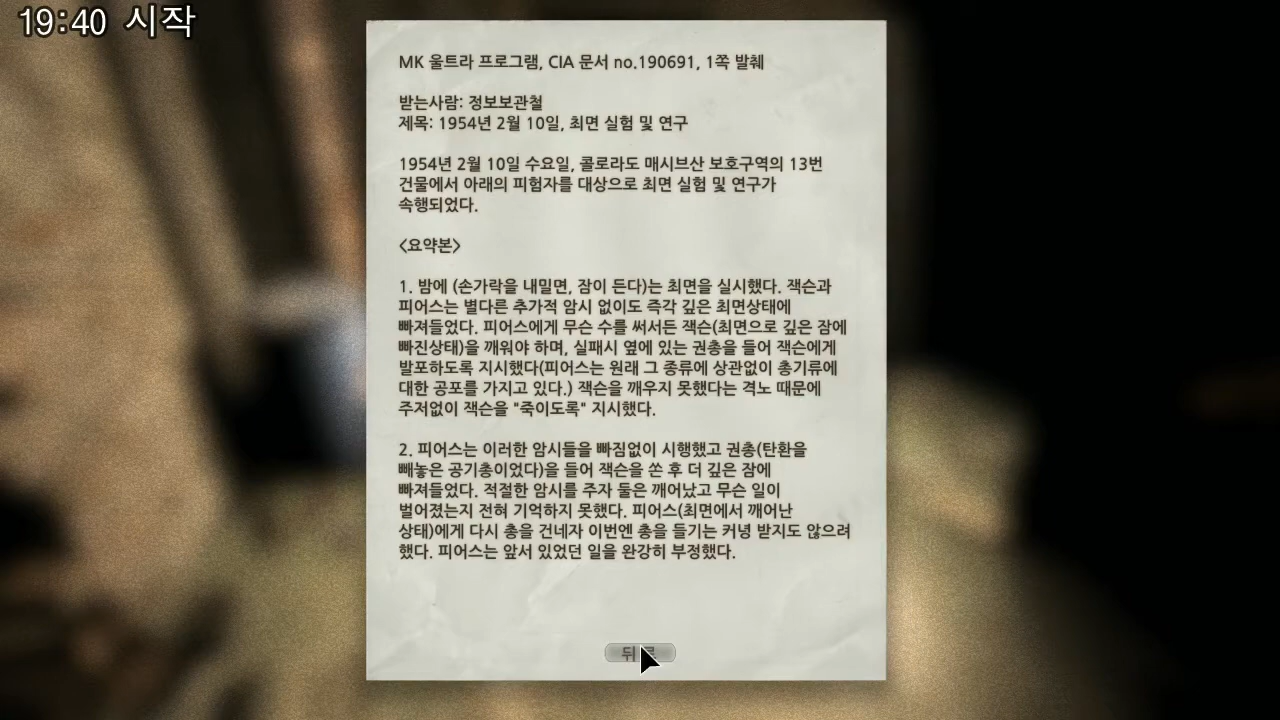 19:40 시작
MK 울트라 프로그램, CIA 문서 no.190691, 1쪽 발췌
받는사람: 정보보관철
제목: 1954년 2월 10일, 최면 실험 및 연구
1954년 2월 10일 수요일, 콜로라도 매시브산 보호구역의 13번
건물에서 아래의 피험자를 대상으로 최면 실험 및 연구가
속행되었다.
<요약본>
1. 밤에 (손가락을 내밀면, 잠이 든다)는 최면을 실시했다. 잭슨과
피어스는 별다른 추가적 암시 없이도 즉각 깊은 최면상태에
빠져들었다. 피어스에게 무슨 수를 써서든 잭슨(최면으로 깊은 잠에
빠진상태)을 깨워야 하며, 실패시 옆에 있는 권총을 들어 잭슨에게
발포하도록 지시했다(피어스는 원래 그 종류에 상관없이 총기류에
대한 공포를 가지고 있다.) 잭슨을 깨우지 못했다는 격노 때문에
주저없이 잭슨을 "죽이도록" 지시했다.
2. 피어스는 이러한 암시들을 빠짐없이 시행했고 권총(탄환을
빼놓은 공기총이었다)을 들어 잭슨을 쏜 후 더 깊은 잠에
빠져들었다. 적절한 암시를 주자 둘은 깨어났고 무슨 일이
벌어졌는지 전혀 기억하지 못했다. 피어스(최면에서 깨어난
상태)에게 다시 총을 건네자 이번엔 총을 들기는 커녕 받지도 않으려
했다. 피어스는 앞서 있었던 일을 완강히 부정했다.